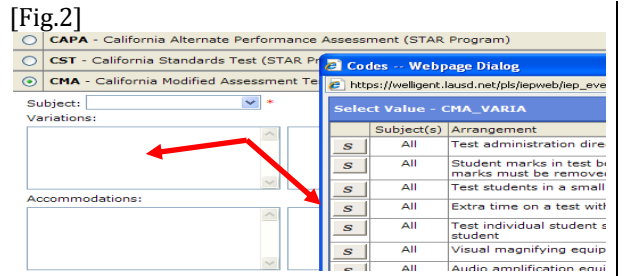 [Fig.2]
CAPA - California Alternate Performance Assessment (STAR Program)
CST - California Standards Test (STAR Pr
CMA - California Modified Assessment Te
Subject: *
Variations:
Accommodations:
Codes -- Webpage Dialog
https://welligent.lausd.net/pls/iepweb/iep_eve
Select Value - CMA_VARIA
Subject(s) Arrangement
S All Test administration dire
S All Student marks in test b
marks must be remove
S All Test students in a small
S All Extra time on a test with
S All Test individual student s
student
S All Visual magnifying equip
S All Audio amplification equi